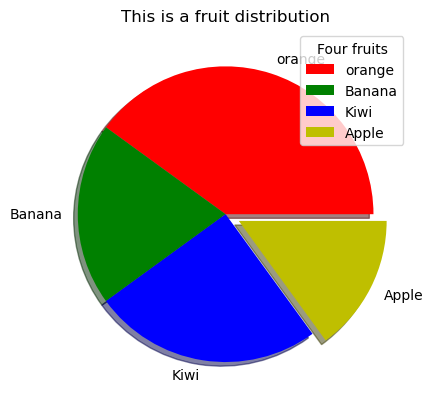 This is a fruit distribution
orange
Four fruits
orange
Banana
Kiwi
Apple
Banana
Apple
Kiwi